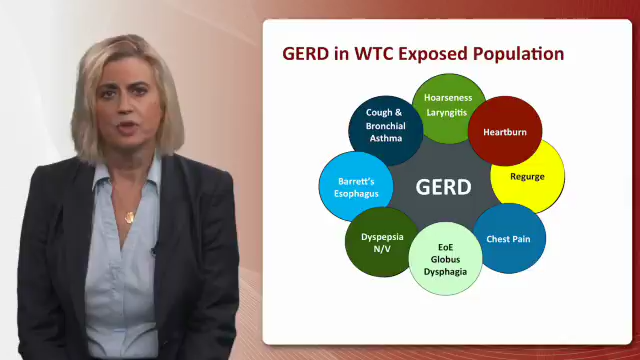 GERD in WTC Exposed Population
Hoarseness
Laryngitis
Heartburn
Regurge
Chest Pain
EoE
Globus
Dysphagia
Dyspepsia
N/V
Barrett's
Esophagus
Cough &
Bronchial
Asthma
GERD